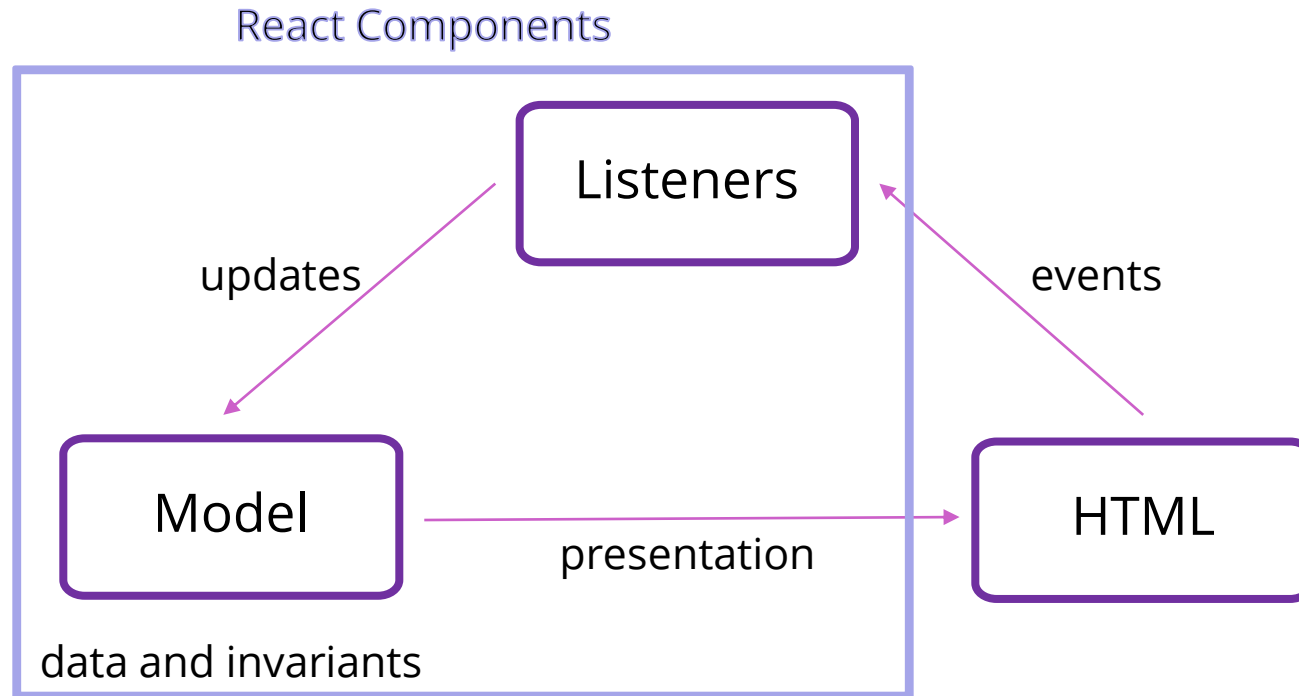 React Components
Listeners
updates
events
Model
HTML
presentation
data and invariants